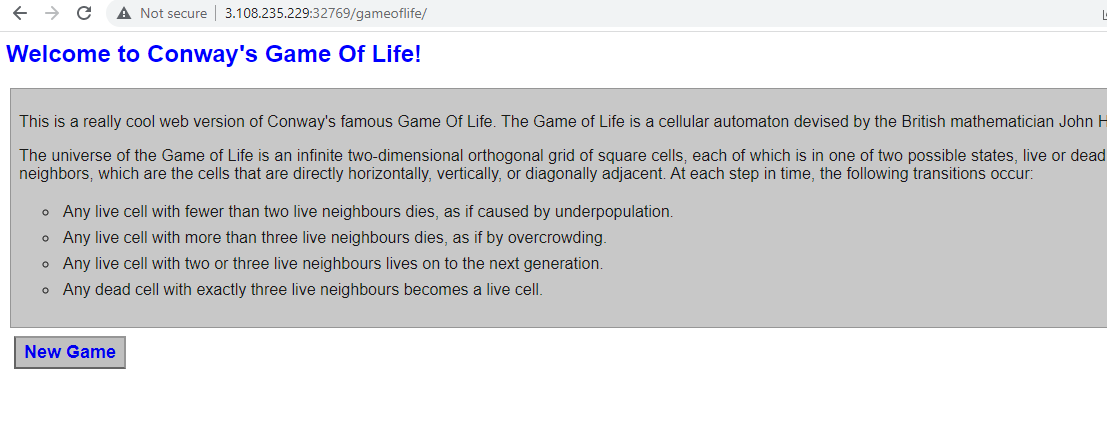 Not secure | 3.108.235.229:32769/gameoflife/
Welcome to Conway's Game Of Life!
This is a really cool web version of Conway's famous Game Of Life. The Game of Life is a cellular automaton devised by the British mathematician John H
The universe of the Game of Life is an infinite two-dimensional orthogonal grid of square cells, each of which is in one of two possible states, live or dead
neighbors, which are the cells that are directly horizontally, vertically, or diagonally adjacent. At each step in time, the following transitions occur:
Any live cell with fewer than two live neighbours dies, as if caused by underpopulation.
Any live cell with more than three live neighbours dies, as if by overcrowding.
Any live cell with two or three live neighbours lives on to the next generation.
Any dead cell with exactly three live neighbours becomes a live cell.
New Game